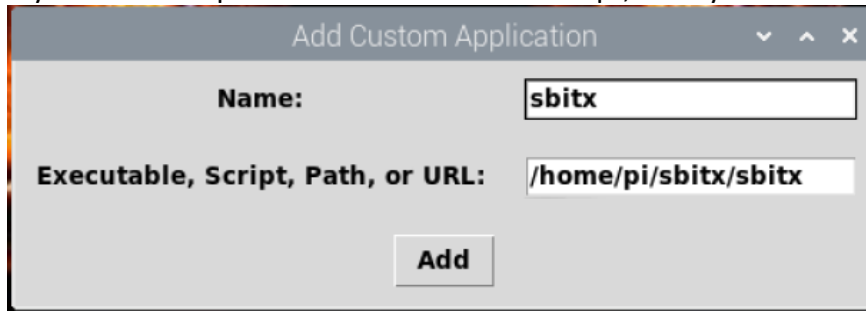 Add Custom Application
Name: sbitx
Executable, Script, Path, or URL: /home/pi/sbitx/sbitx
Add